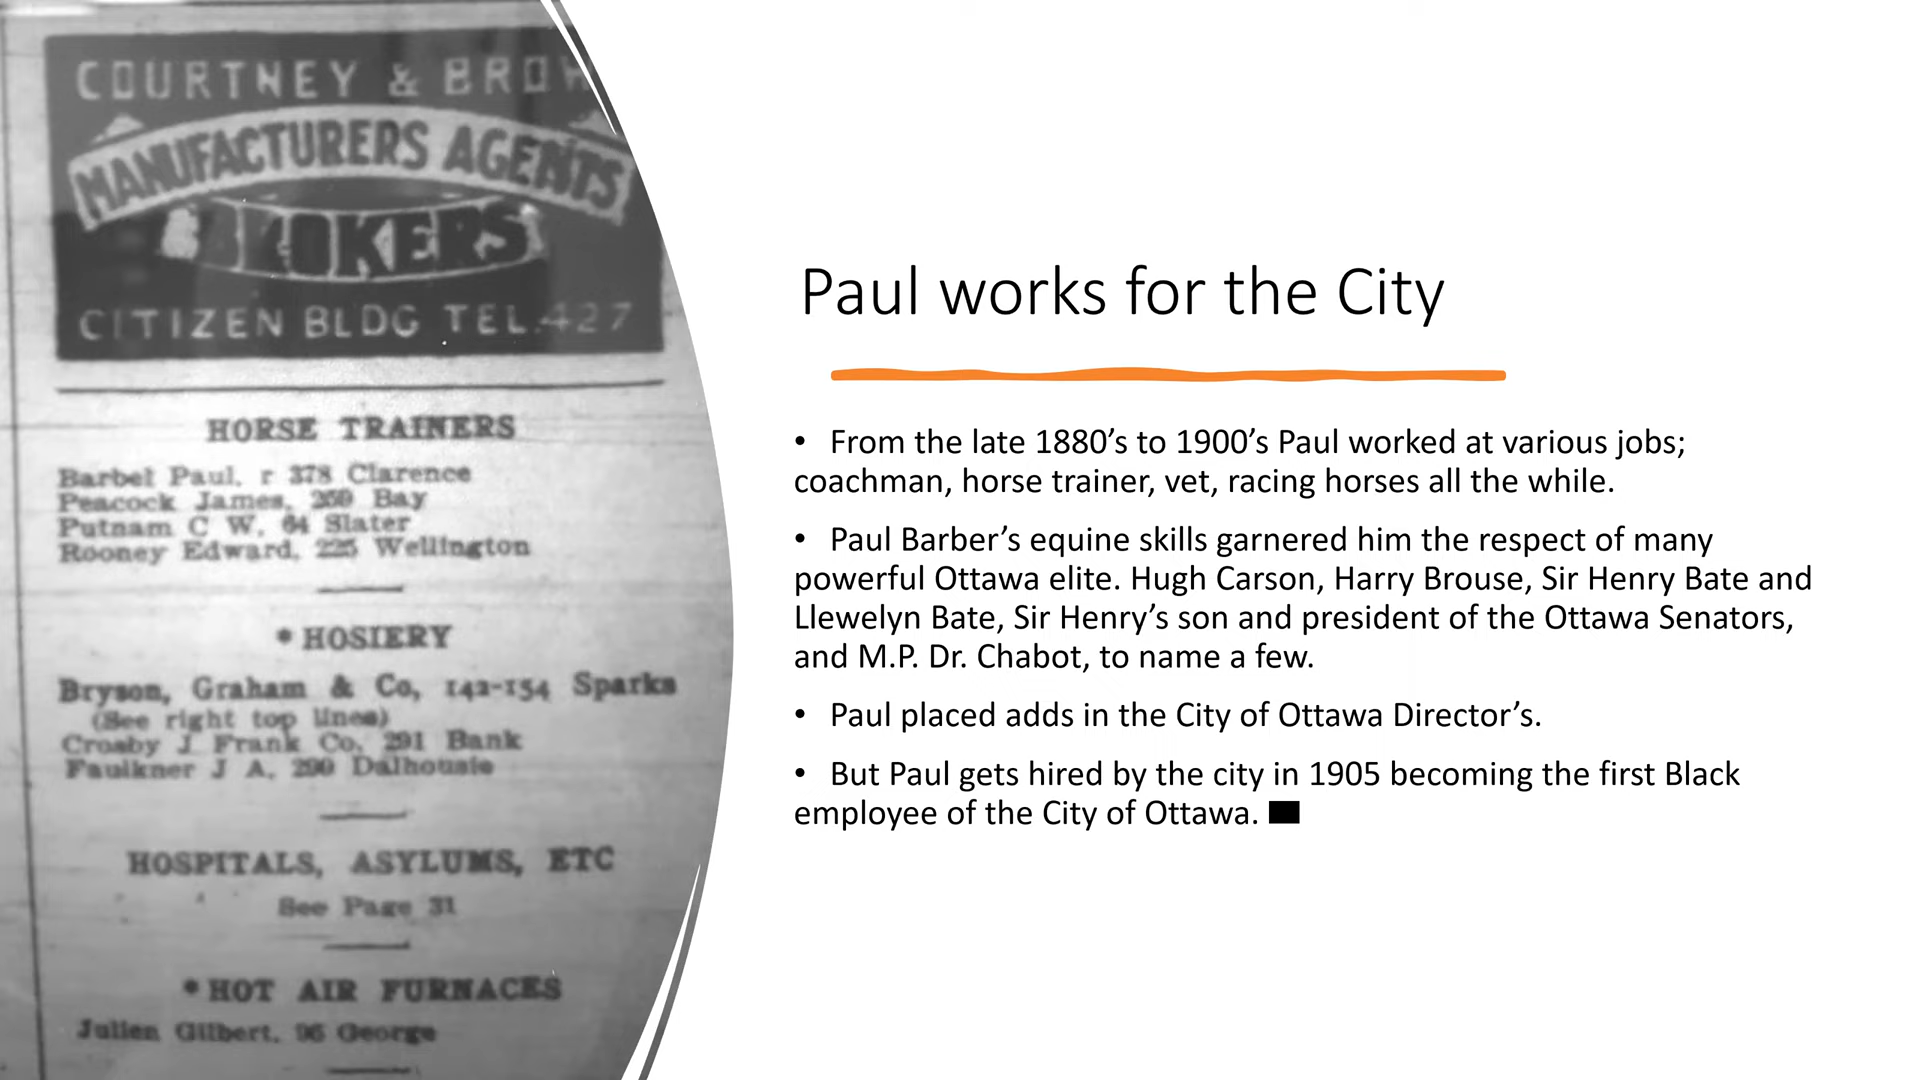 COURTNEY & BROW
MANUFACTURERS AGENTS
BROKERS
CITIZEN BLDG TEL. 427
HORSE TRAINERS
Barber Paul, r 378 Clarence
Peacock James, 259 Bay
Putnam C W, 64 Slater
Rooney Edward, 225 Wellington
* HOSIERY
Bryson, Graham & Co, 142-154 Sparks
(See right top lines)
Crosby J Frank Co, 291 Bank
Faulkner J A, 290 Dalhousie
HOSPITALS, ASYLUMS, ETC
See Page 31
* HOT AIR FURNACES
Julien Gilbert, 96 George
Paul works for the City
• From the late 1880’s to 1900’s Paul worked at various jobs;
coachman, horse trainer, vet, racing horses all the while.
• Paul Barber’s equine skills garnered him the respect of many
powerful Ottawa elite. Hugh Carson, Harry Brouse, Sir Henry Bate and
Llewelyn Bate, Sir Henry’s son and president of the Ottawa Senators,
and M.P. Dr. Chabot, to name a few.
• Paul placed adds in the City of Ottawa Director’s.
• But Paul gets hired by the city in 1905 becoming the first Black
employee of the City of Ottawa.